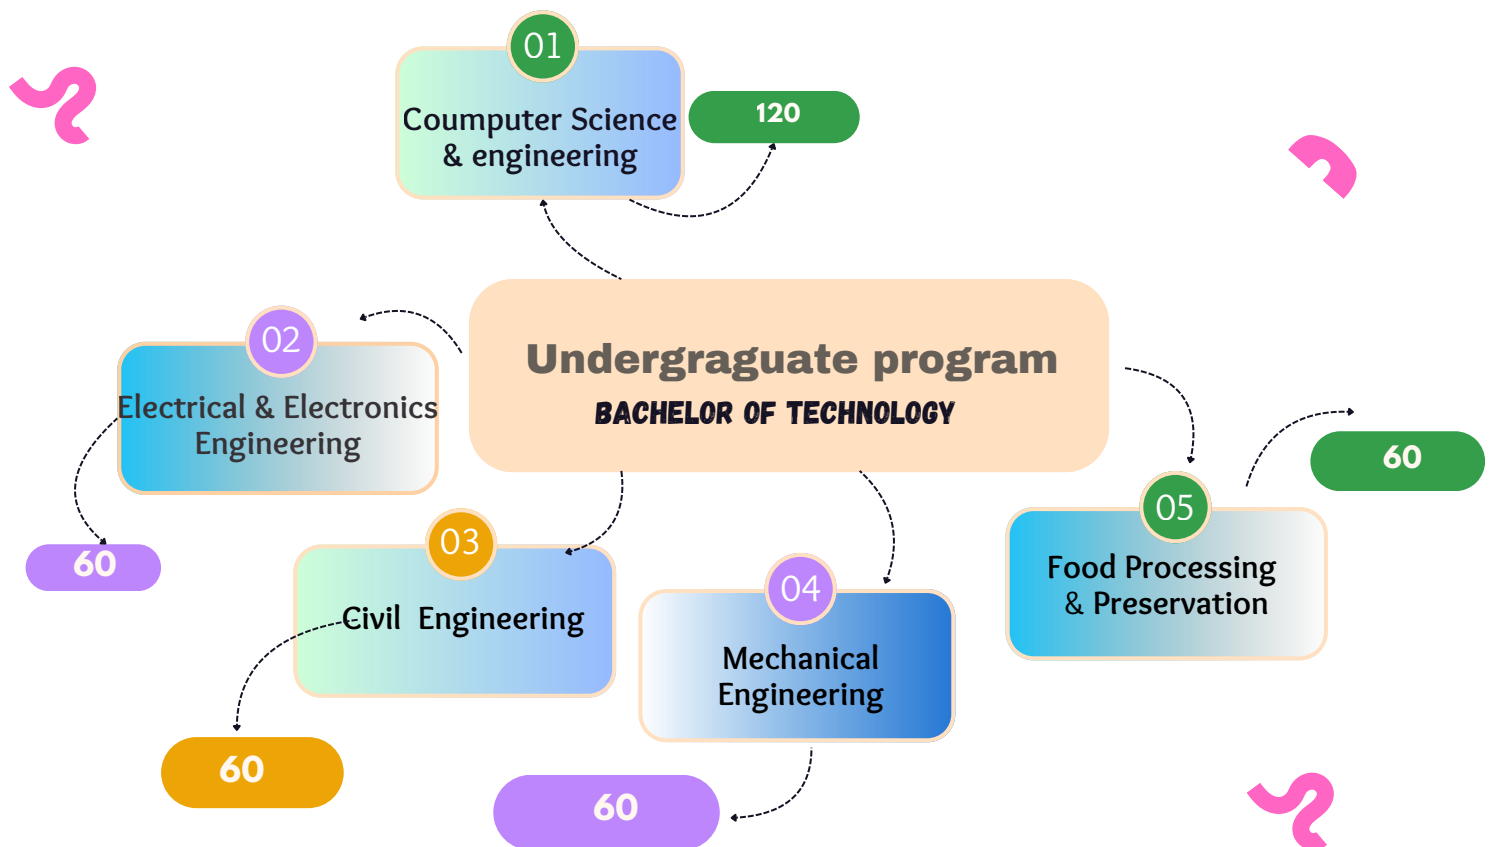 01
Coumputer Science
& engineering
120
Undergraguate program
BACHELOR OF TECHNOLOGY
02
Electrical & Electronics
Engineering
60
03
Civil Engineering
60
04
Mechanical
Engineering
60
05
Food Processing
& Preservation
60